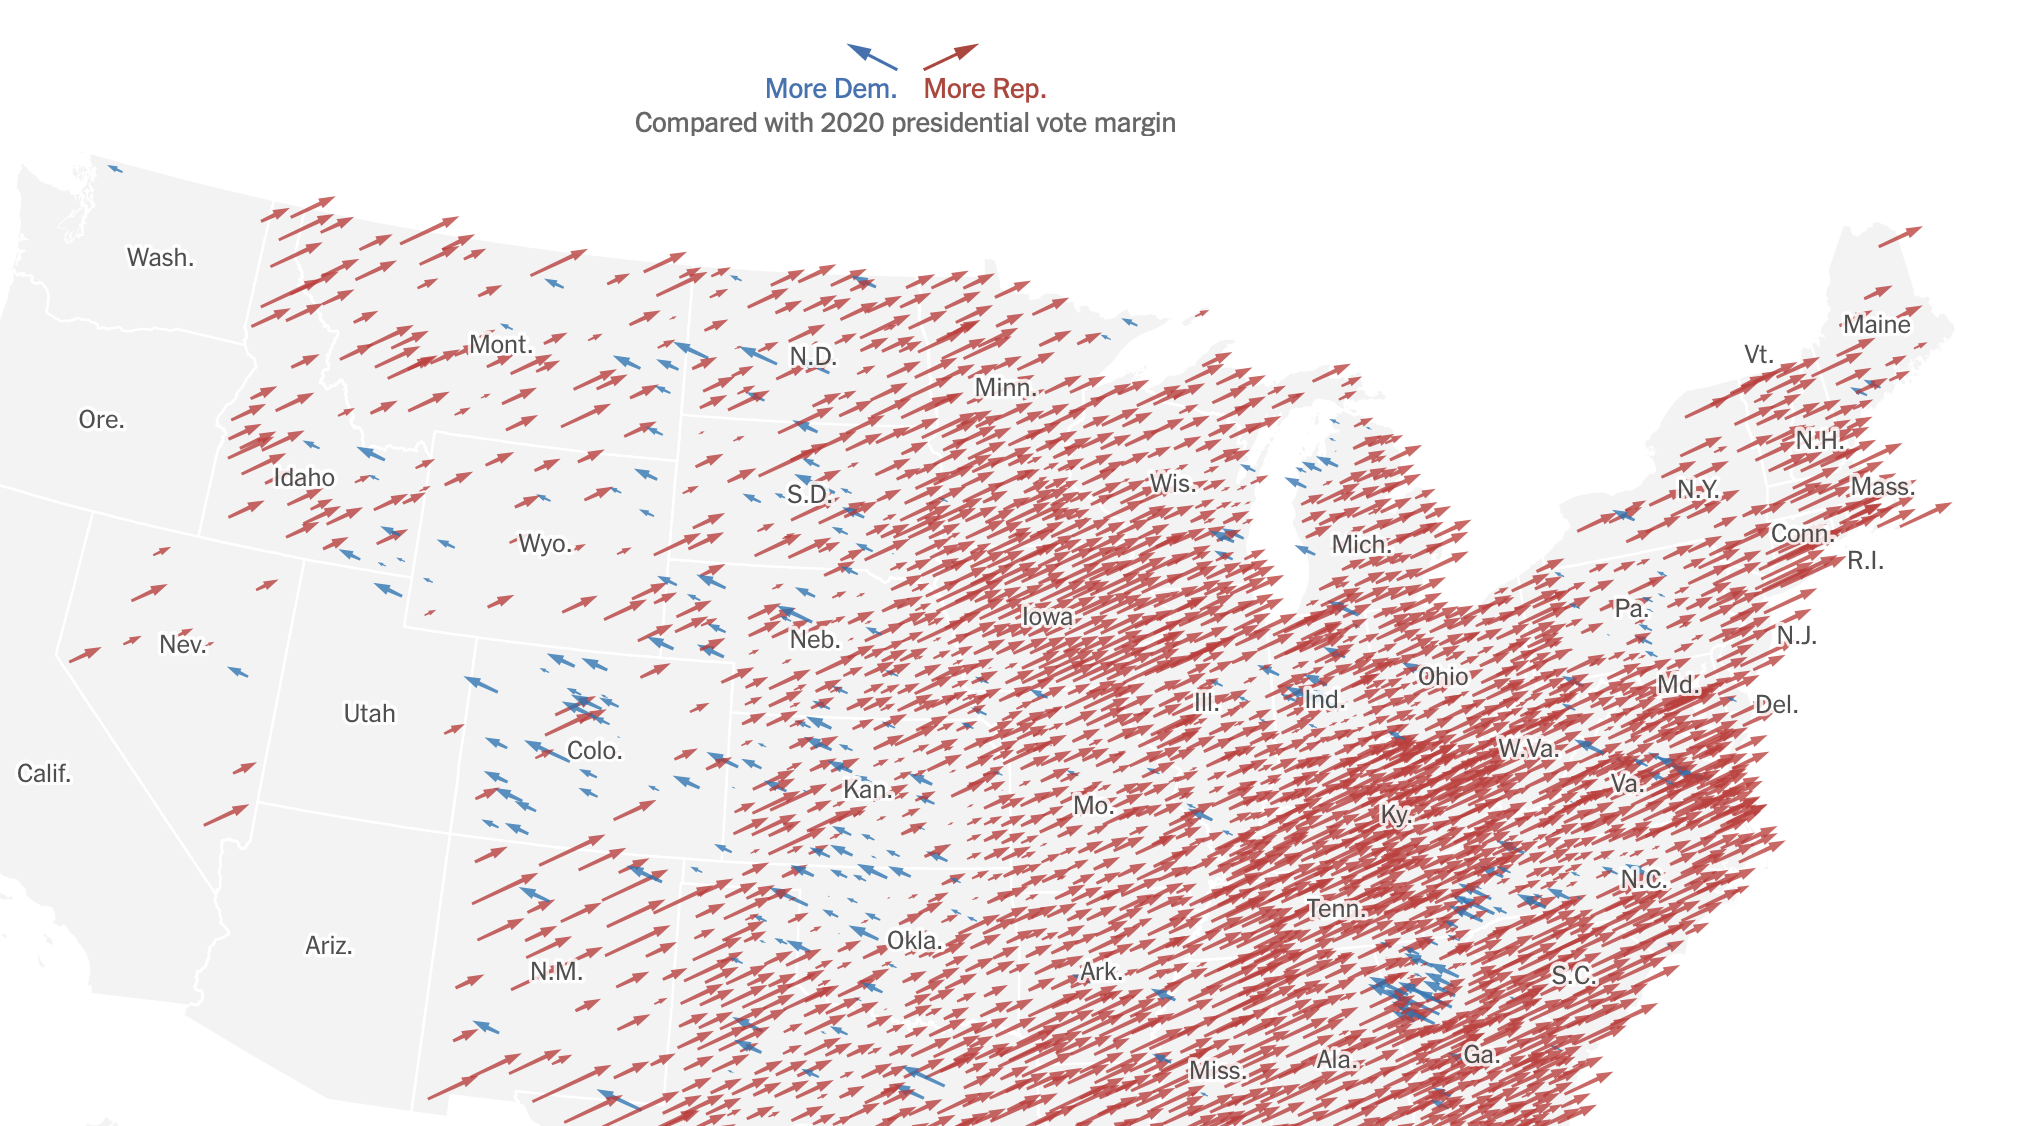 More Dem. More Rep.
Compared with 2020 presidential vote margin
Wash.
Mont.
N.D.
Minn.
Maine
Vt.
Ore.
Idaho
Wyo.
S.D.
Wis.
Mich.
N.Y.
N.H.
Mass.
Conn.
R.I.
Nev.
Utah
Colo.
Neb.
Iowa
Ill.
Ind.
Ohio
Pa.
N.J.
Md.
Del.
Calif.
Kan.
Mo.
Ky.
W.Va.
Va.
Ariz.
N.M.
Okla.
Ark.
Tenn.
N.C.
S.C.
Miss.
Ala.
Ga.